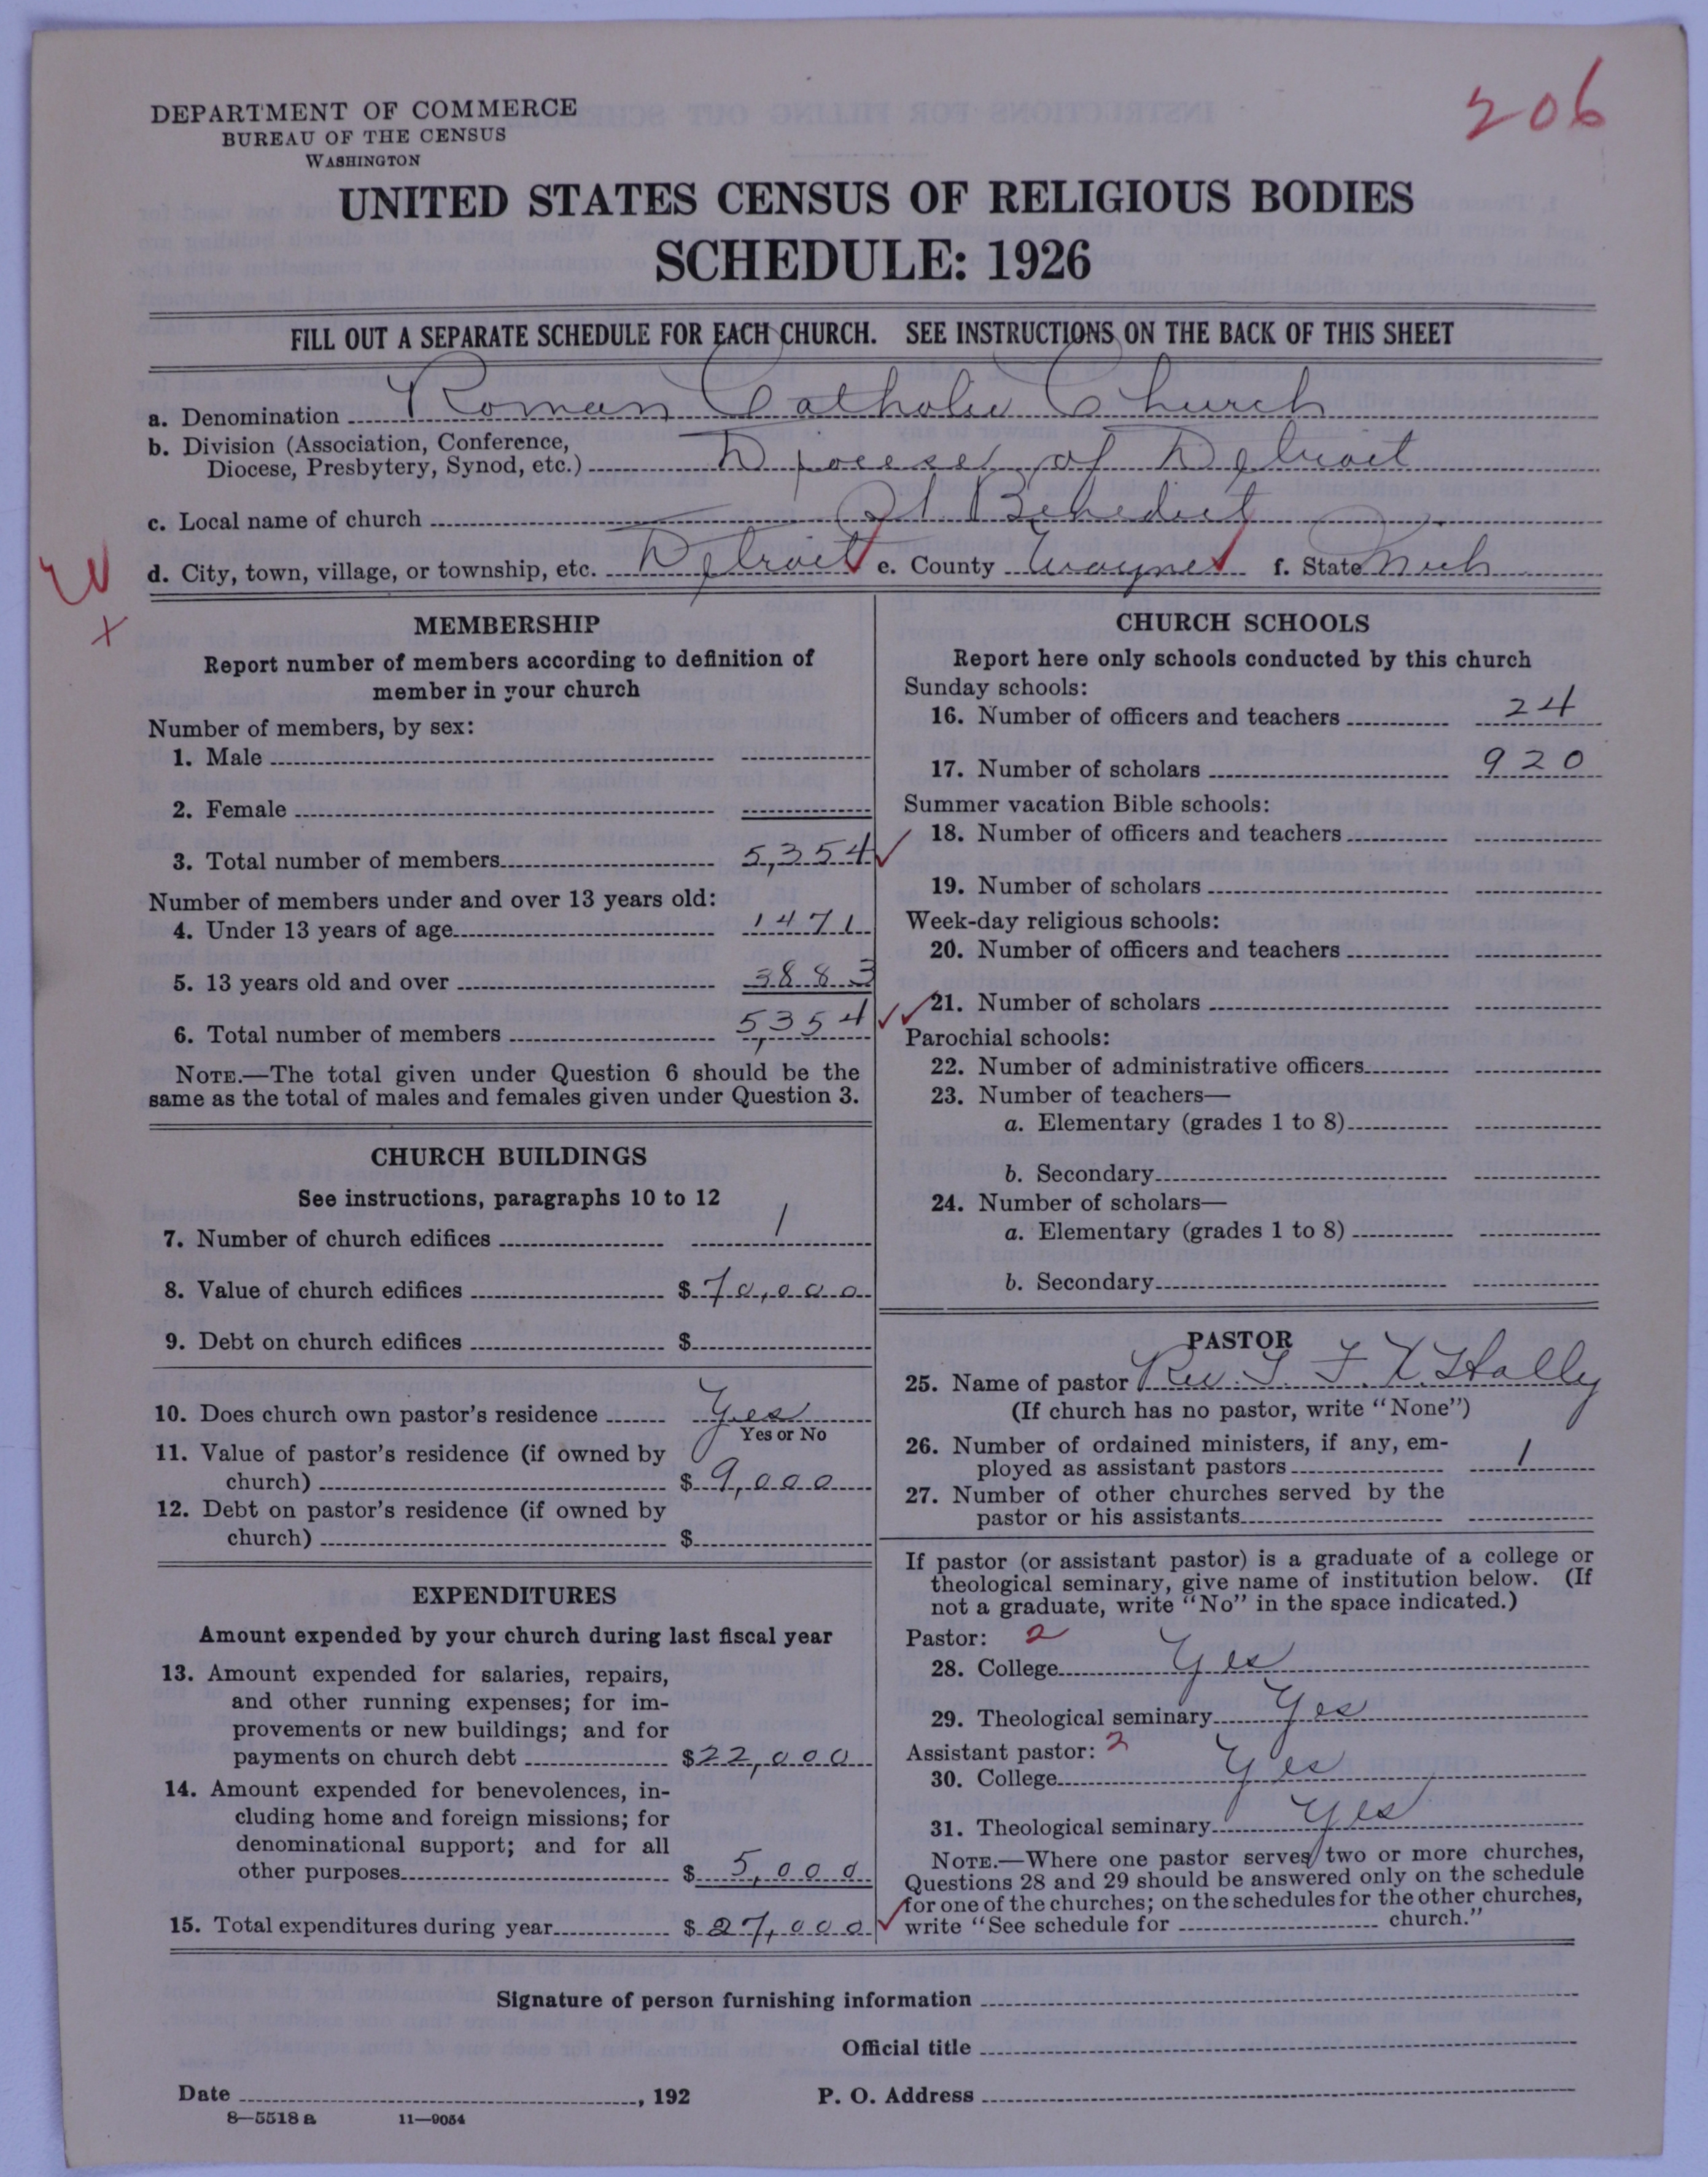 206
DEPARTMENT OF COMMERCE
BUREAU OF THE CENSUS
WASHINGTON
UNITED STATES CENSUS OF RELIGIOUS BODIES
SCHEDULE: 1926
FILL OUT A SEPARATE SCHEDULE FOR EACH CHURCH. SEE INSTRUCTIONS ON THE BACK OF THIS SHEET
a. Denomination Roman Catholic Church
b. Division (Association, Conference,
Diocese, Presbytery, Synod, etc.) Diocese of Detroit
c. Local name of church St Benedict
d. City, town, village, or township, etc. Detroit e. County Wayne f. State Mich
W
x
MEMBERSHIP
Report number of members according to definition of
member in your church
Number of members, by sex:
1. Male
2. Female
3. Total number of members 5,354
Number of members under and over 13 years old:
4. Under 13 years of age 1471
5. 13 years old and over 3883
6. Total number of members 5,354
NOTE.—The total given under Question 6 should be the
same as the total of males and females given under Question 3.
CHURCH BUILDINGS
See instructions, paragraphs 10 to 12
7. Number of church edifices 1
8. Value of church edifices $70,000
9. Debt on church edifices $
10. Does church own pastor's residence Yes
Yes or No
11. Value of pastor's residence (if owned by
church) $9,000
12. Debt on pastor's residence (if owned by
church) $
EXPENDITURES
Amount expended by your church during last fiscal year
13. Amount expended for salaries, repairs,
and other running expenses; for im-
provements or new buildings; and for
payments on church debt $22,000
14. Amount expended for benevolences, in-
cluding home and foreign missions; for
denominational support; and for all
other purposes $5,000
15. Total expenditures during year $27,000
CHURCH SCHOOLS
Report here only schools conducted by this church
Sunday schools:
16. Number of officers and teachers 24
17. Number of scholars 920
Summer vacation Bible schools:
18. Number of officers and teachers
19. Number of scholars
Week-day religious schools:
20. Number of officers and teachers
21. Number of scholars
Parochial schools:
22. Number of administrative officers
23. Number of teachers—
a. Elementary (grades 1 to 8)
b. Secondary
24. Number of scholars—
a. Elementary (grades 1 to 8)
b. Secondary
PASTOR
25. Name of pastor Rev. F. X. Hally
(If church has no pastor, write "None")
26. Number of ordained ministers, if any, em-
ployed as assistant pastors 1
27. Number of other churches served by the
pastor or his assistants
If pastor (or assistant pastor) is a graduate of a college or
theological seminary, give name of institution below. (If
not a graduate, write "No" in the space indicated.)
Pastor: 2
28. College Yes
29. Theological seminary Yes
Assistant pastor: 2
30. College Yes
31. Theological seminary Yes
NOTE.—Where one pastor serves two or more churches,
Questions 28 and 29 should be answered only on the schedule
for one of the churches; on the schedules for the other churches,
write "See schedule for church."
Signature of person furnishing information
Official title
Date , 192 P. O. Address
8—5518 a 11—9054